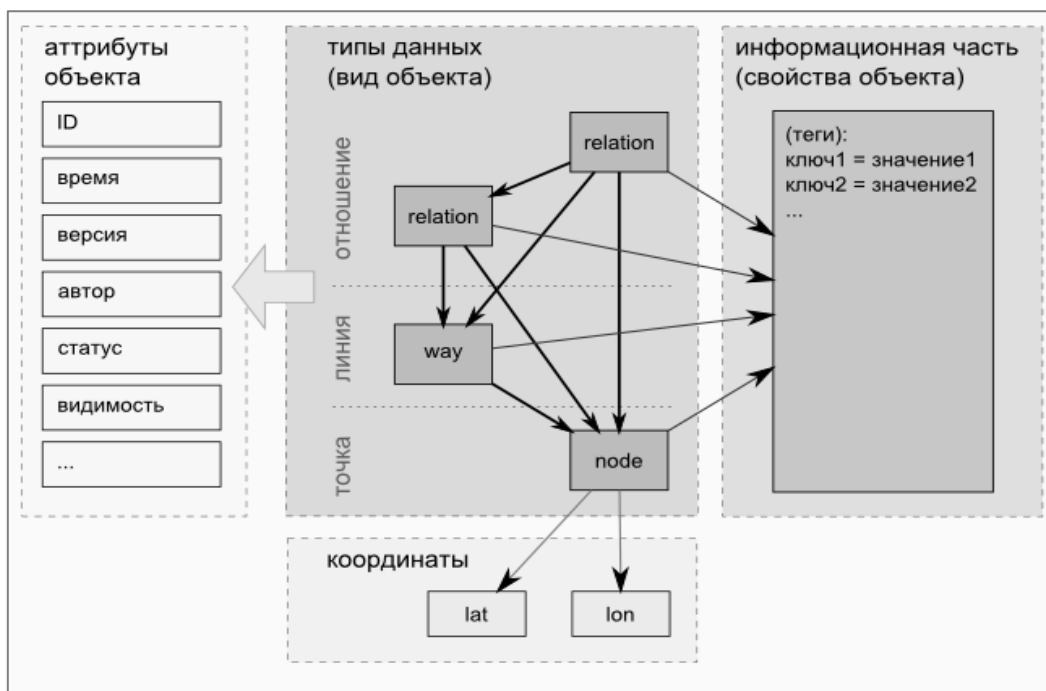 аттрибуты
объекта
ID
время
версия
автор
статус
видимость
...
типы данных
(вид объекта)
отношение
линия
точка
relation
relation
way
node
информационная часть
(свойства объекта)
(теги):
ключ1 = значение1
ключ2 = значение2
...
координаты
lat
lon